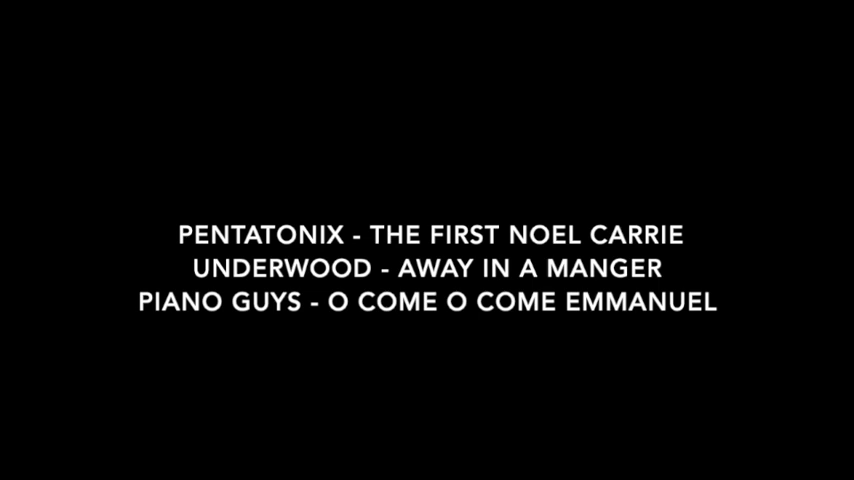 PENTATONIX - THE FIRST NOEL CARRIE
UNDERWOOD - AWAY IN A MANGER
PIANO GUYS - O COME O COME EMMANUEL